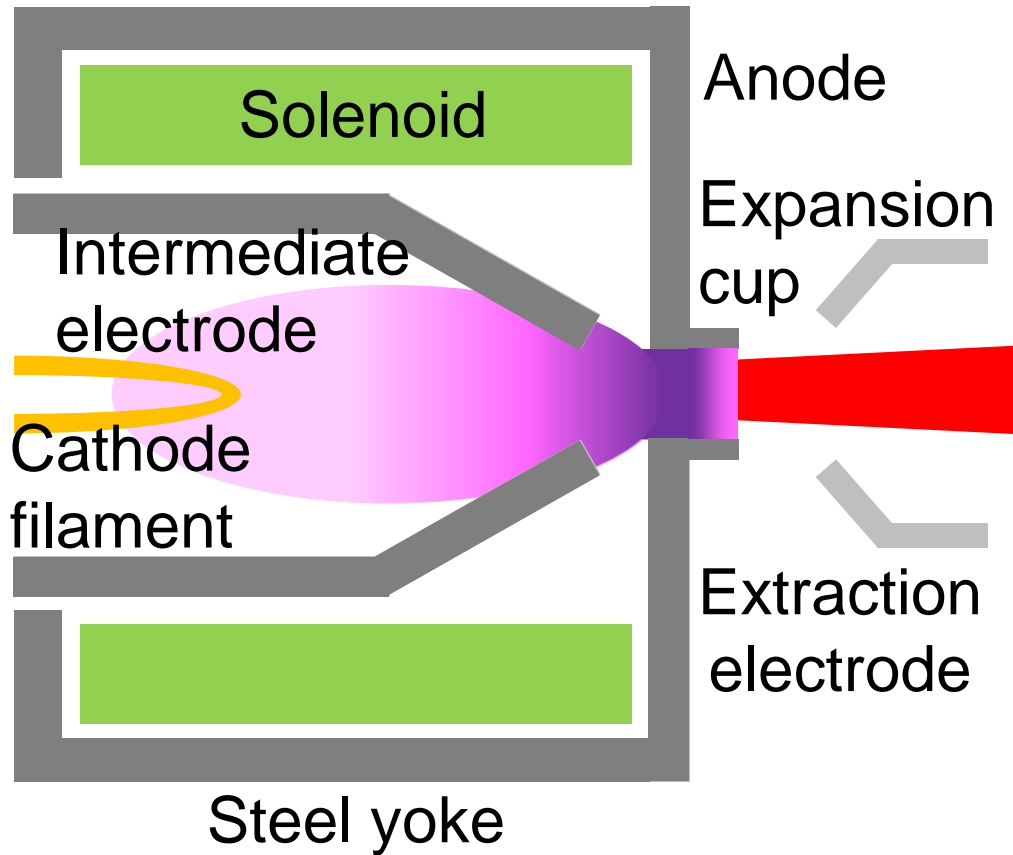 Solenoid
Anode
Expansion
cup
Intermediate
electrode
Cathode
filament
Extraction
electrode
Steel yoke